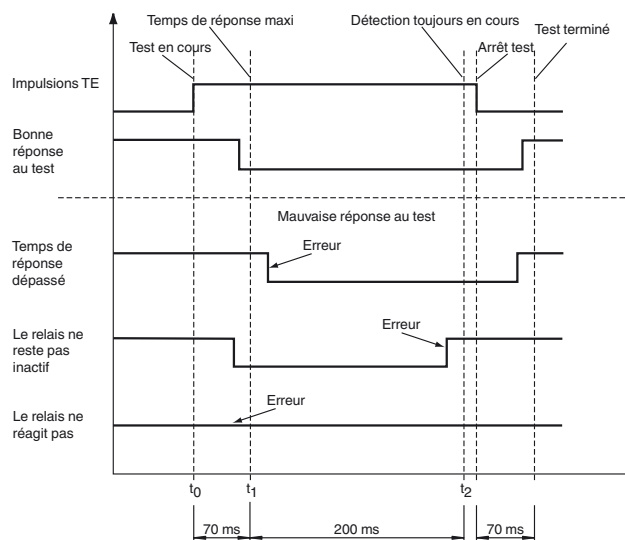 Temps de réponse maxi
Détection toujours en cours
Test terminé
Test en cours
Arrêt test
Impulsions TE
Bonne
réponse
au test
Mauvaise réponse au test
Temps de
réponse
dépassé
Erreur
Le relais ne
reste pas
inactif
Erreur
Le relais ne
réagit pas
Erreur
t0
t1
t2
70 ms
200 ms
70 ms